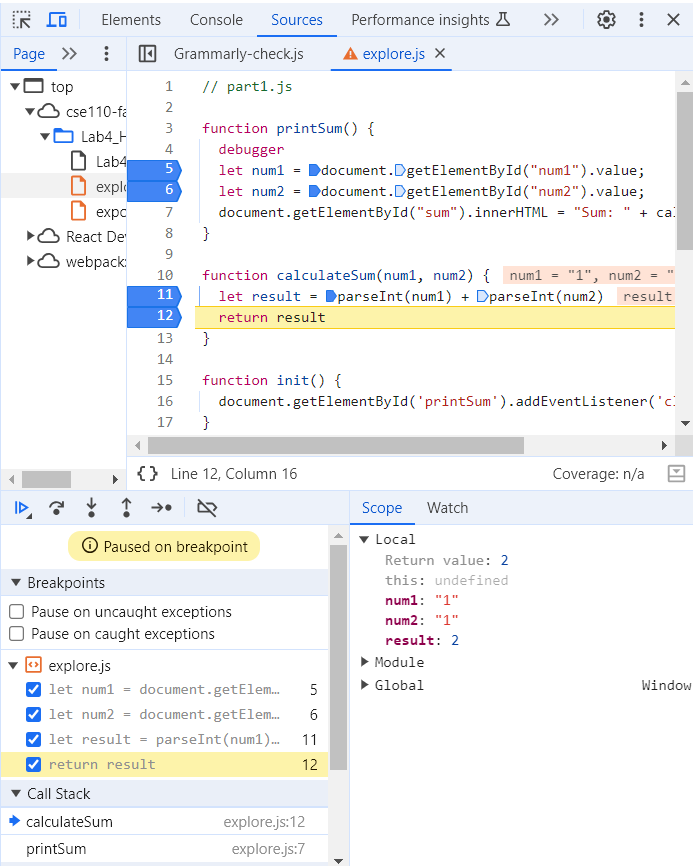 Elements Console Sources Performance insights
Page Grammarly-check.js explore.js
top
cse110-fa
Lab4_H
Lab4
explo
expo
React Dev
webpack:
1 // part1.js
2
3 function printSum() {
4 debugger
5 let num1 = document.getElementById("num1").value;
6 let num2 = document.getElementById("num2").value;
7 document.getElementById("sum").innerHTML = "Sum: " + cal
8 }
9
10 function calculateSum(num1, num2) { num1 = "1", num2 = "
11 let result = parseInt(num1) + parseInt(num2) result
12 return result
13 }
14
15 function init() {
16 document.getElementById('printSum').addEventListener('cl
17 }
{} Line 12, Column 16 Coverage: n/a
Paused on breakpoint
Breakpoints
Pause on uncaught exceptions
Pause on caught exceptions
explore.js
let num1 = document.getElem… 5
let num2 = document.getElem… 6
let result = parseInt(num1)… 11
return result 12
Call Stack
calculateSum explore.js:12
printSum explore.js:7
Scope Watch
Local
Return value: 2
this: undefined
num1: "1"
num2: "1"
result: 2
Module
Global Window